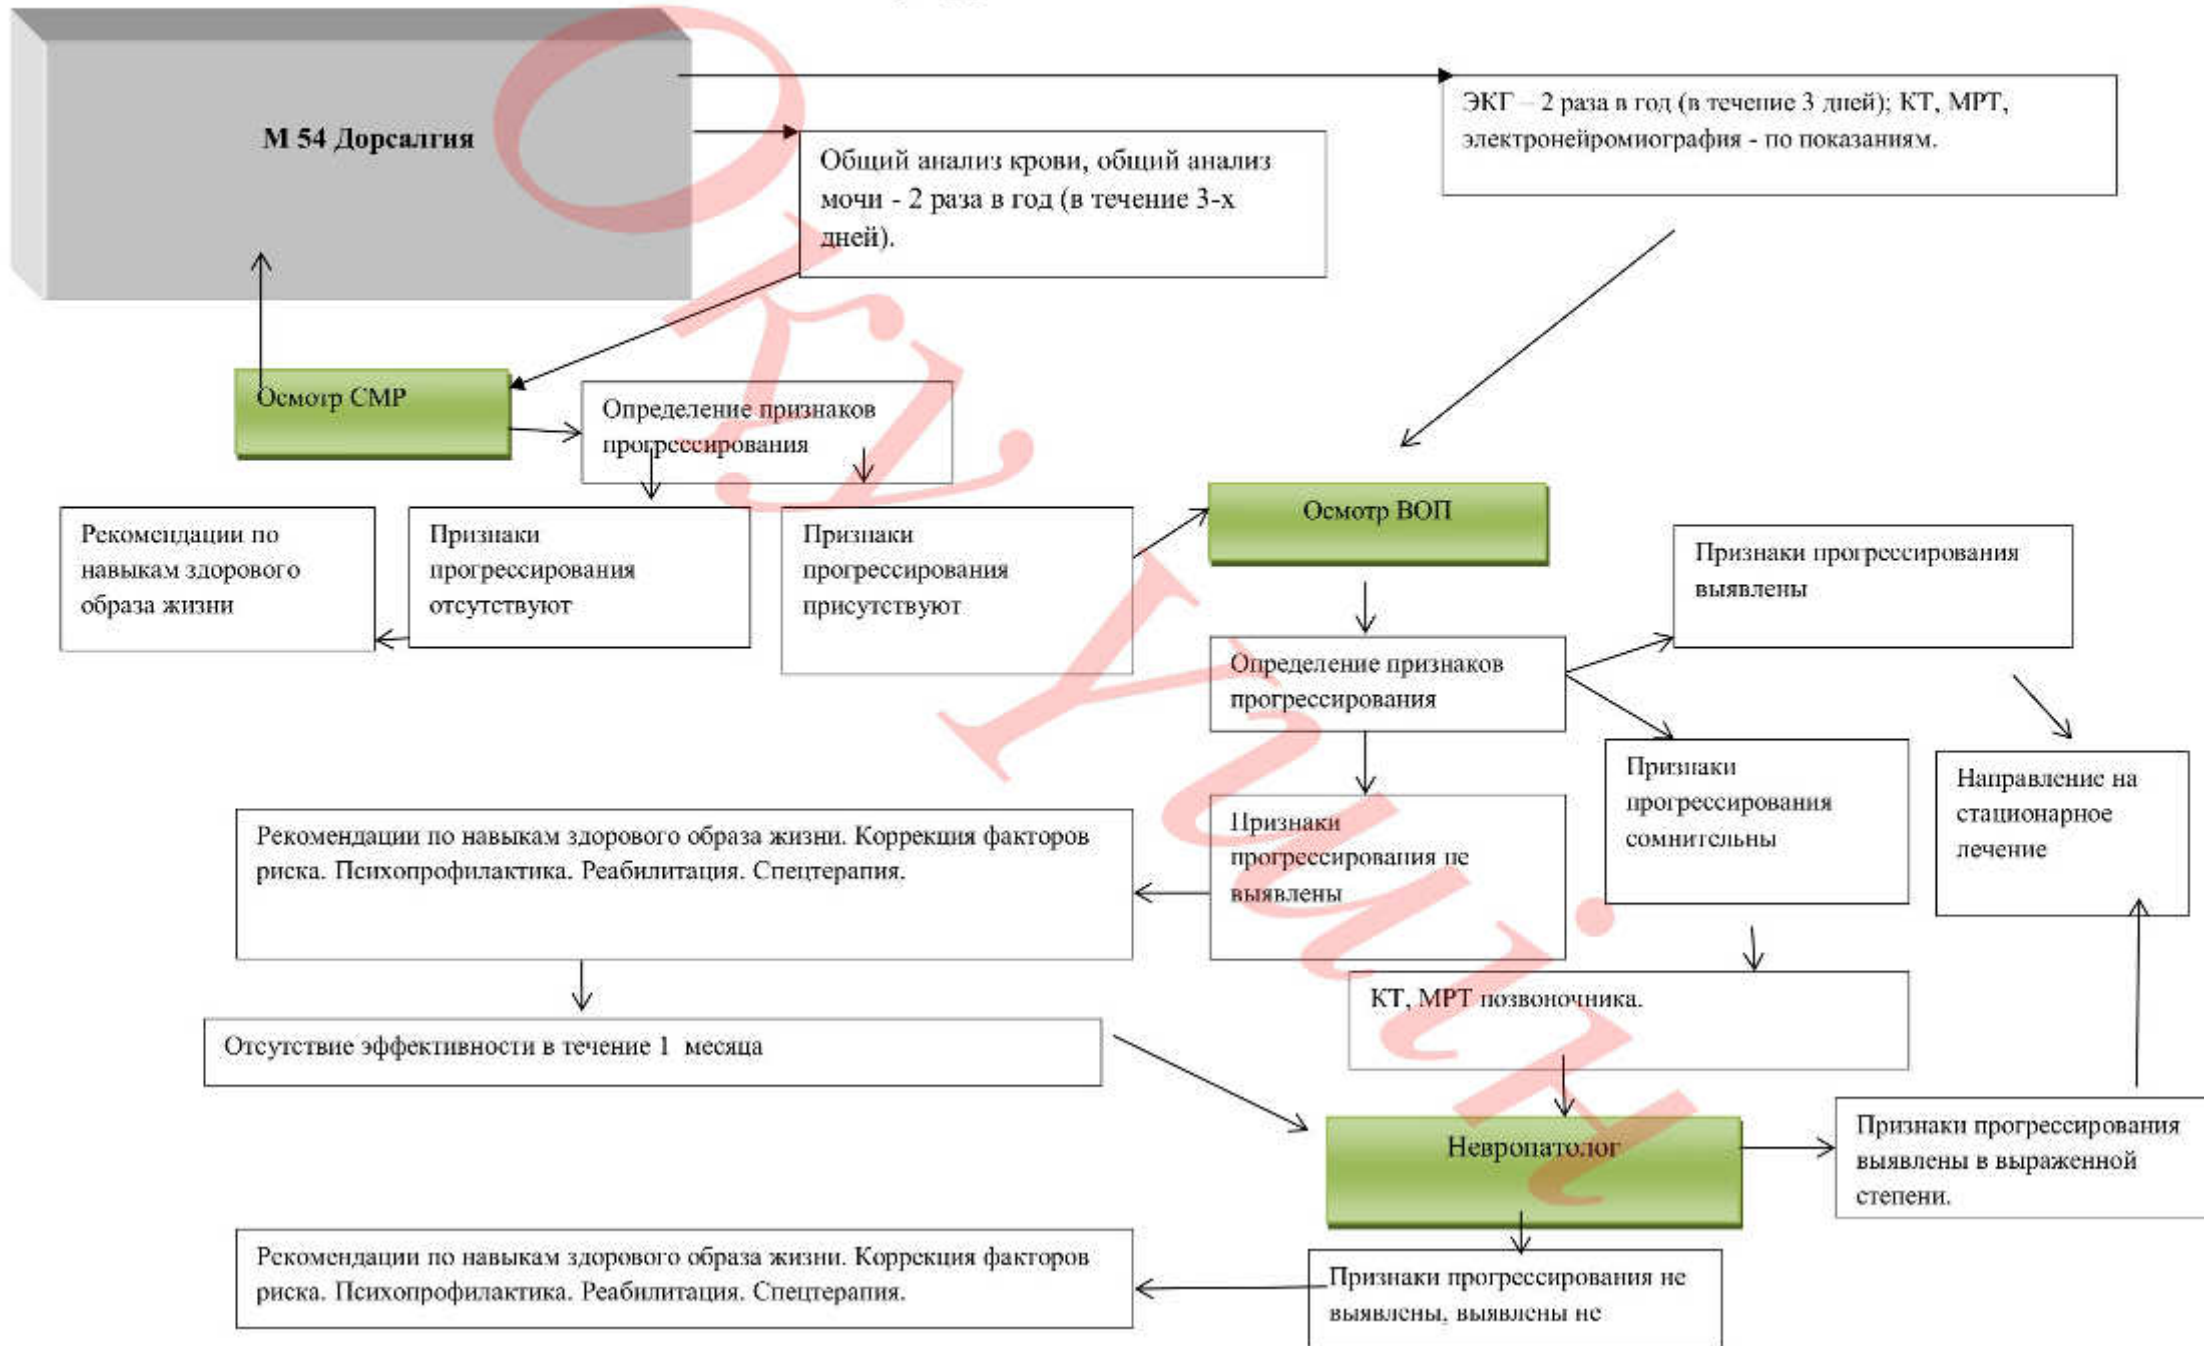 М 54 Дорсалгия
ЭКГ – 2 раза в год (в течение 3 дней); КТ, МРТ,
электронейромиография - по показаниям.
Общий анализ крови, общий анализ
мочи - 2 раза в год (в течение 3-х
дней).
Осмотр СМР
Определение признаков
прогрессирования
Рекомендации по
навыкам здорового
образа жизни
Признаки
прогрессирования
отсутствуют
Признаки
прогрессирования
присутствуют
Осмотр ВОП
Признаки прогрессирования
выявлены
Определение признаков
прогрессирования
Признаки
прогрессирования
сомнительны
Направление на
стационарное
лечение
Рекомендации по навыкам здорового образа жизни. Коррекция факторов
риска. Психопрофилактика. Реабилитация. Спецтерапия.
Признаки
прогрессирования не
выявлены
КТ, МРТ позвоночника.
Отсутствие эффективности в течение 1 месяца
Невропатолог
Признаки прогрессирования
выявлены в выраженной
степени.
Рекомендации по навыкам здорового образа жизни. Коррекция факторов
риска. Психопрофилактика. Реабилитация. Спецтерапия.
Признаки прогрессирования не
выявлены, выявлены не
Оку үшін